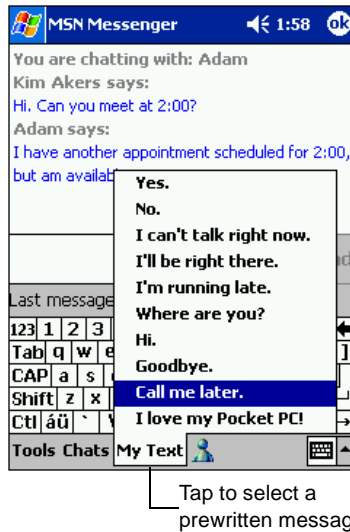 MSN Messenger 1:58 ok
You are chatting with: Adam
Kim Akers says:
Hi. Can you meet at 2:00?
Adam says:
I have another appointment scheduled for 2:00,
but am
Yes.
No.
I can't talk right now.
I'll be right there.
I'm running late.
Where are you?
Hi.
Goodbye.
Call me later.
I love my Pocket PC!
Last message
123 1 2 3
Tab q w e ]
CAP a s
Shift z x
Ctl áü `
Tools Chats My Text
Tap to select a
prewritten